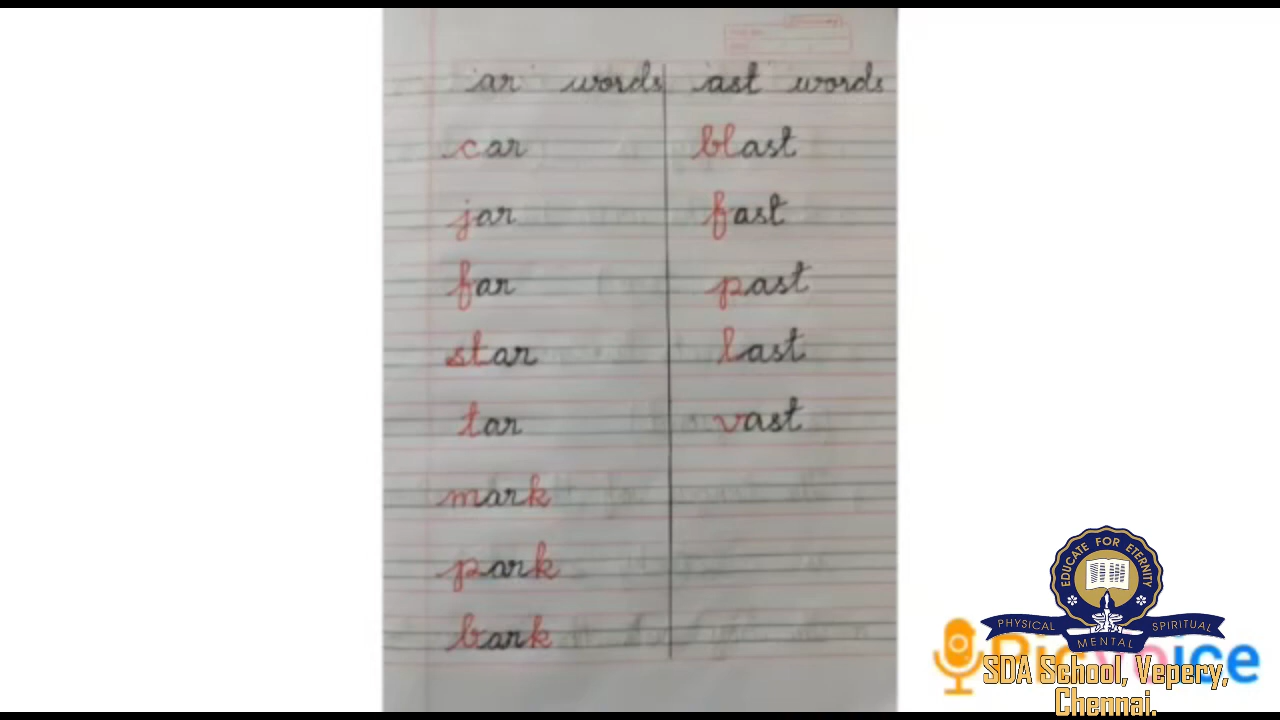 'ar' words 'ast' words
car blast
jar fast
far past
star last
tar vast
mark
park
bark
EDUCATE FOR ETERNITY
PHYSICAL MENTAL SPIRITUAL
SDA School, Vepery,
Chennai.